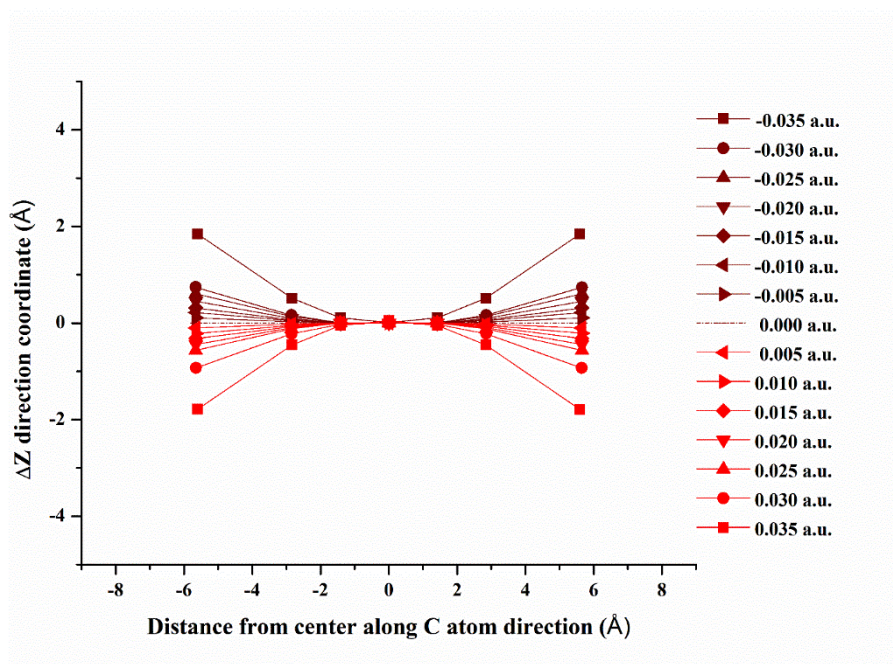 4
2
0
-2
-4
ΔZ direction coordinate (Å)
-8
-6
-4
-2
0
2
4
6
8
Distance from center along C atom direction (Å)
-0.035 a.u.
-0.030 a.u.
-0.025 a.u.
-0.020 a.u.
-0.015 a.u.
-0.010 a.u.
-0.005 a.u.
0.000 a.u.
0.005 a.u.
0.010 a.u.
0.015 a.u.
0.020 a.u.
0.025 a.u.
0.030 a.u.
0.035 a.u.